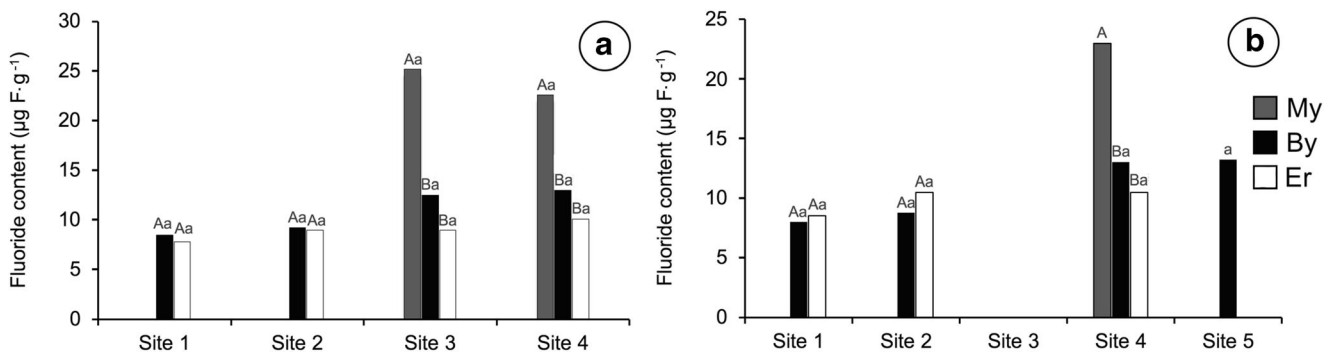 a
Fluoride content (µg F·g⁻¹)
30
25
20
15
10
5
0
Aa Aa
Aa Aa
Aa
Ba
Ba
Aa
Ba
Ba
Site 1 Site 2 Site 3 Site 4
b
Fluoride content (µg F·g⁻¹)
25
20
15
10
5
0
Aa Aa
Aa
Aa
A
Ba
Ba
a
Site 1 Site 2 Site 3 Site 4 Site 5
My
By
Er